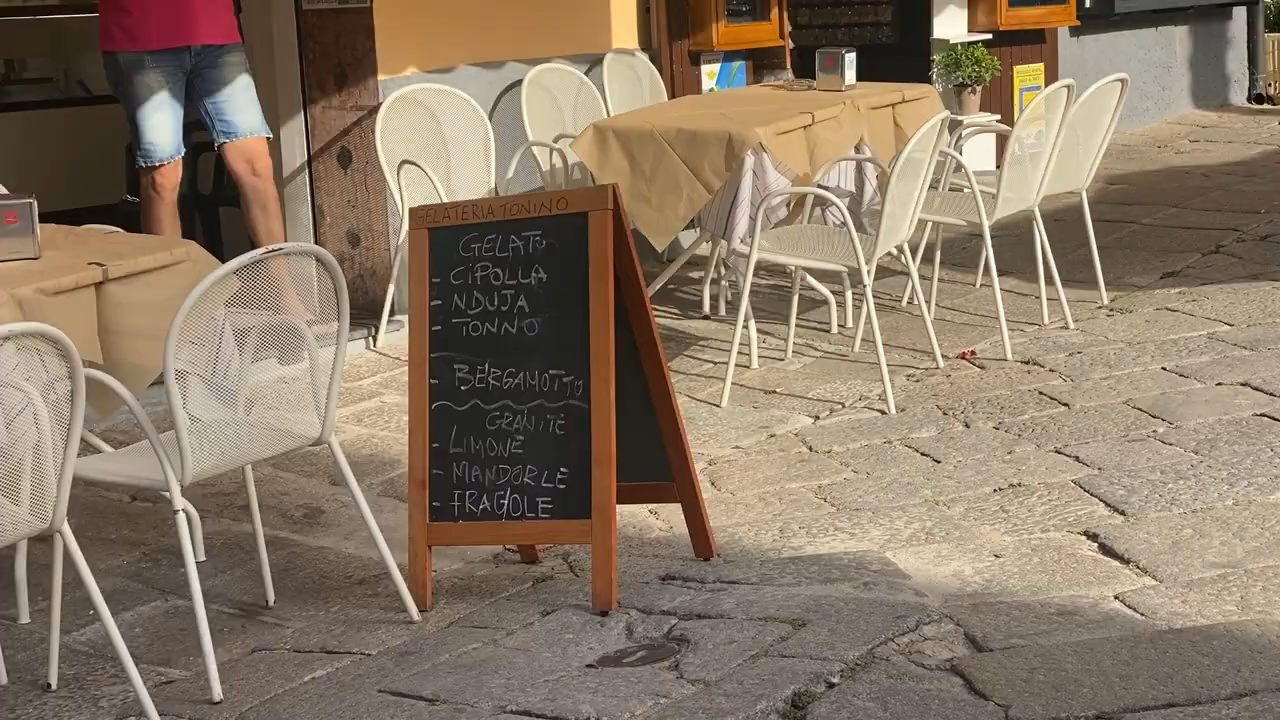 GELATERIA TONINO
GELATO
- CIPOLLA
- NDUJA
- TONNO
- BERGAMOTTO
GRANITE
- LIMONE
- MANDORLE
- FRAGOLE